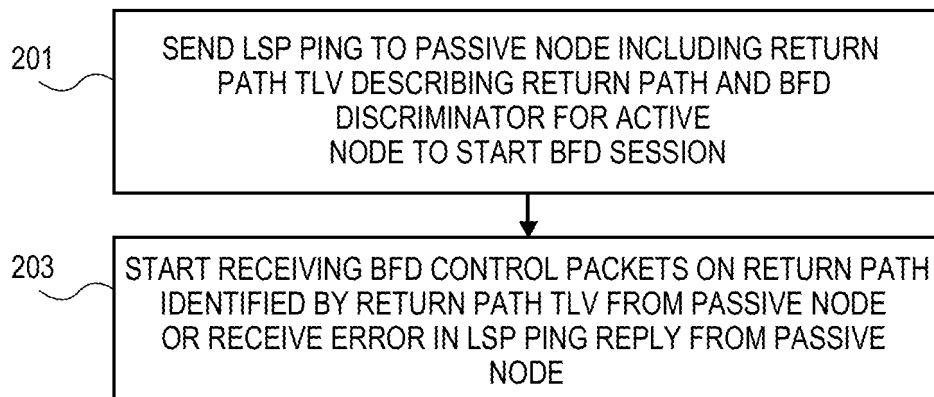 201
SEND LSP PING TO PASSIVE NODE INCLUDING RETURN
PATH TLV DESCRIBING RETURN PATH AND BFD
DISCRIMINATOR FOR ACTIVE
NODE TO START BFD SESSION
203
START RECEIVING BFD CONTROL PACKETS ON RETURN PATH
IDENTIFIED BY RETURN PATH TLV FROM PASSIVE NODE
OR RECEIVE ERROR IN LSP PING REPLY FROM PASSIVE
NODE